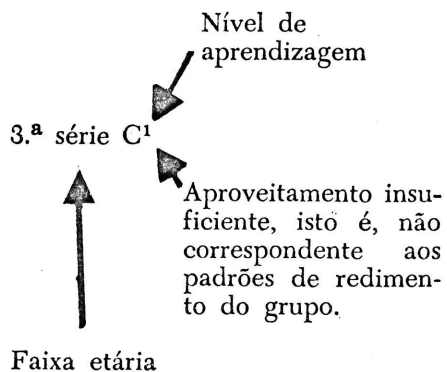 Nível de
aprendizagem
3.ª série C¹
Aproveitamento insu-
ficiente, isto é, não
correspondente aos
padrões de redimen-
to do grupo.
Faixa etária